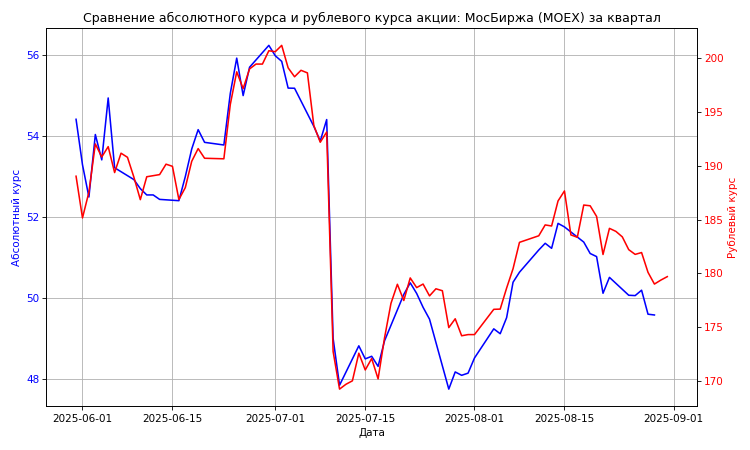 Сравнение абсолютного курса и рублевого курса акции: МосБиржа (MOEX) за квартал
56
54
52
50
48
Абсолютный курс
200
195
190
185
180
175
170
Рублевый курс
2025-06-01 2025-06-15 2025-07-01 2025-07-15 2025-08-01 2025-08-15 2025-09-01
Дата